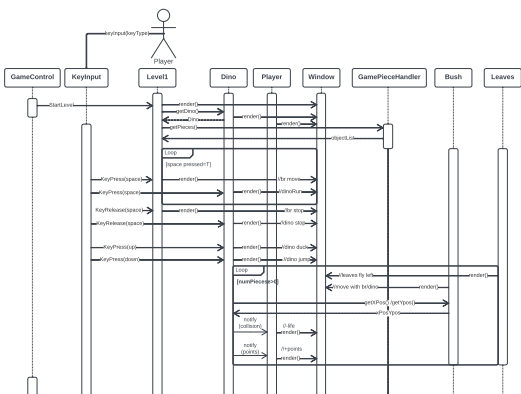 keyInput(keyType)
Player
GameControl
KeyInput
Level1
Dino
Player
Window
GamePieceHandler
Bush
Leaves
StartLevel
render()
getDino()
render()
Dino
render()
getPieces()
objectList
Loop
[space pressed=T]
KeyPress(space)
render()
//br move
KeyPress(space)
render()
//dinoRun
KeyRelease(space)
render()
/br stop
KeyRelease(space)
render()
//dino stop
KeyPress(up)
render()
//dino duck
KeyPress(down)
render()
//dino jump
Loop
[numPieces>0]
//leaves fly left
render()
//move with br/dino
render()
getXPos() /getYpos()
xPosYpos
notify
(collision)
//-life
render()
notify
(points)
//+points
render()